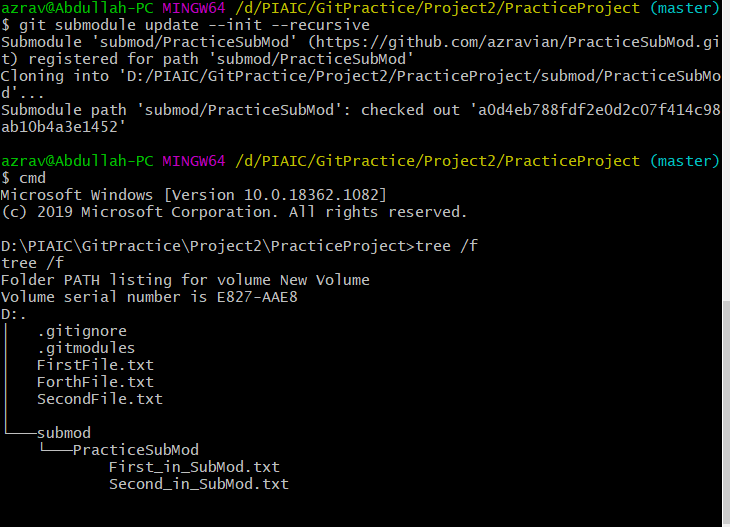 azrav@Abdullah-PC MINGW64 /d/PIAIC/GitPractice/Project2/PracticeProject (master)
$ git submodule update --init --recursive
Submodule 'submod/PracticeSubMod' (https://github.com/azravian/PracticeSubMod.gi
t) registered for path 'submod/PracticeSubMod'
Cloning into 'D:/PIAIC/GitPractice/Project2/PracticeProject/submod/PracticeSubMo
d'...
Submodule path 'submod/PracticeSubMod': checked out 'a0d4eb788fdf2e0d2c07f414c98
ab10b4a3e1452'
azrav@Abdullah-PC MINGW64 /d/PIAIC/GitPractice/Project2/PracticeProject (master)
$ cmd
Microsoft Windows [Version 10.0.18362.1082]
(c) 2019 Microsoft Corporation. All rights reserved.
D:\PIAIC\GitPractice\Project2\PracticeProject>tree /f
tree /f
Folder PATH listing for volume New Volume
Volume serial number is E827-AAE8
D:.
│   .gitignore
│   .gitmodules
│   FirstFile.txt
│   ForthFile.txt
│   SecondFile.txt
│
└───submod
    └───PracticeSubMod
            First_in_SubMod.txt
            Second_in_SubMod.txt